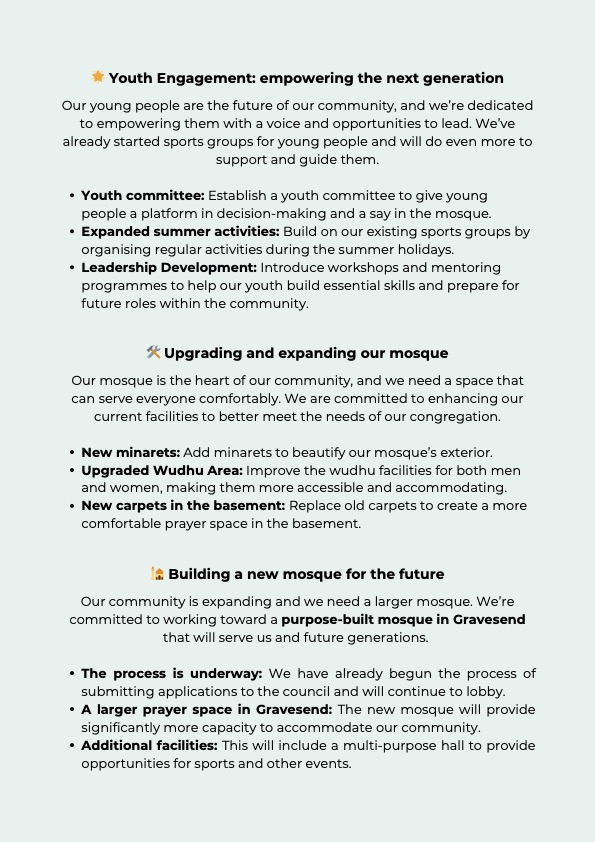 Youth Engagement: empowering the next generation
Our young people are the future of our community, and we’re dedicated
to empowering them with a voice and opportunities to lead. We’ve
already started sports groups for young people and will do even more to
support and guide them.
• Youth committee: Establish a youth committee to give young
people a platform in decision-making and a say in the mosque.
• Expanded summer activities: Build on our existing sports groups by
organising regular activities during the summer holidays.
• Leadership Development: Introduce workshops and mentoring
programmes to help our youth build essential skills and prepare for
future roles within the community.
Upgrading and expanding our mosque
Our mosque is the heart of our community, and we need a space that
can serve everyone comfortably. We are committed to enhancing our
current facilities to better meet the needs of our congregation.
• New minarets: Add minarets to beautify our mosque’s exterior.
• Upgraded Wudhu Area: Improve the wudhu facilities for both men
and women, making them more accessible and accommodating.
• New carpets in the basement: Replace old carpets to create a more
comfortable prayer space in the basement.
Building a new mosque for the future
Our community is expanding and we need a larger mosque. We’re
committed to working toward a purpose-built mosque in Gravesend
that will serve us and future generations.
• The process is underway: We have already begun the process of
submitting applications to the council and will continue to lobby.
• A larger prayer space in Gravesend: The new mosque will provide
significantly more capacity to accommodate our community.
• Additional facilities: This will include a multi-purpose hall to provide
opportunities for sports and other events.